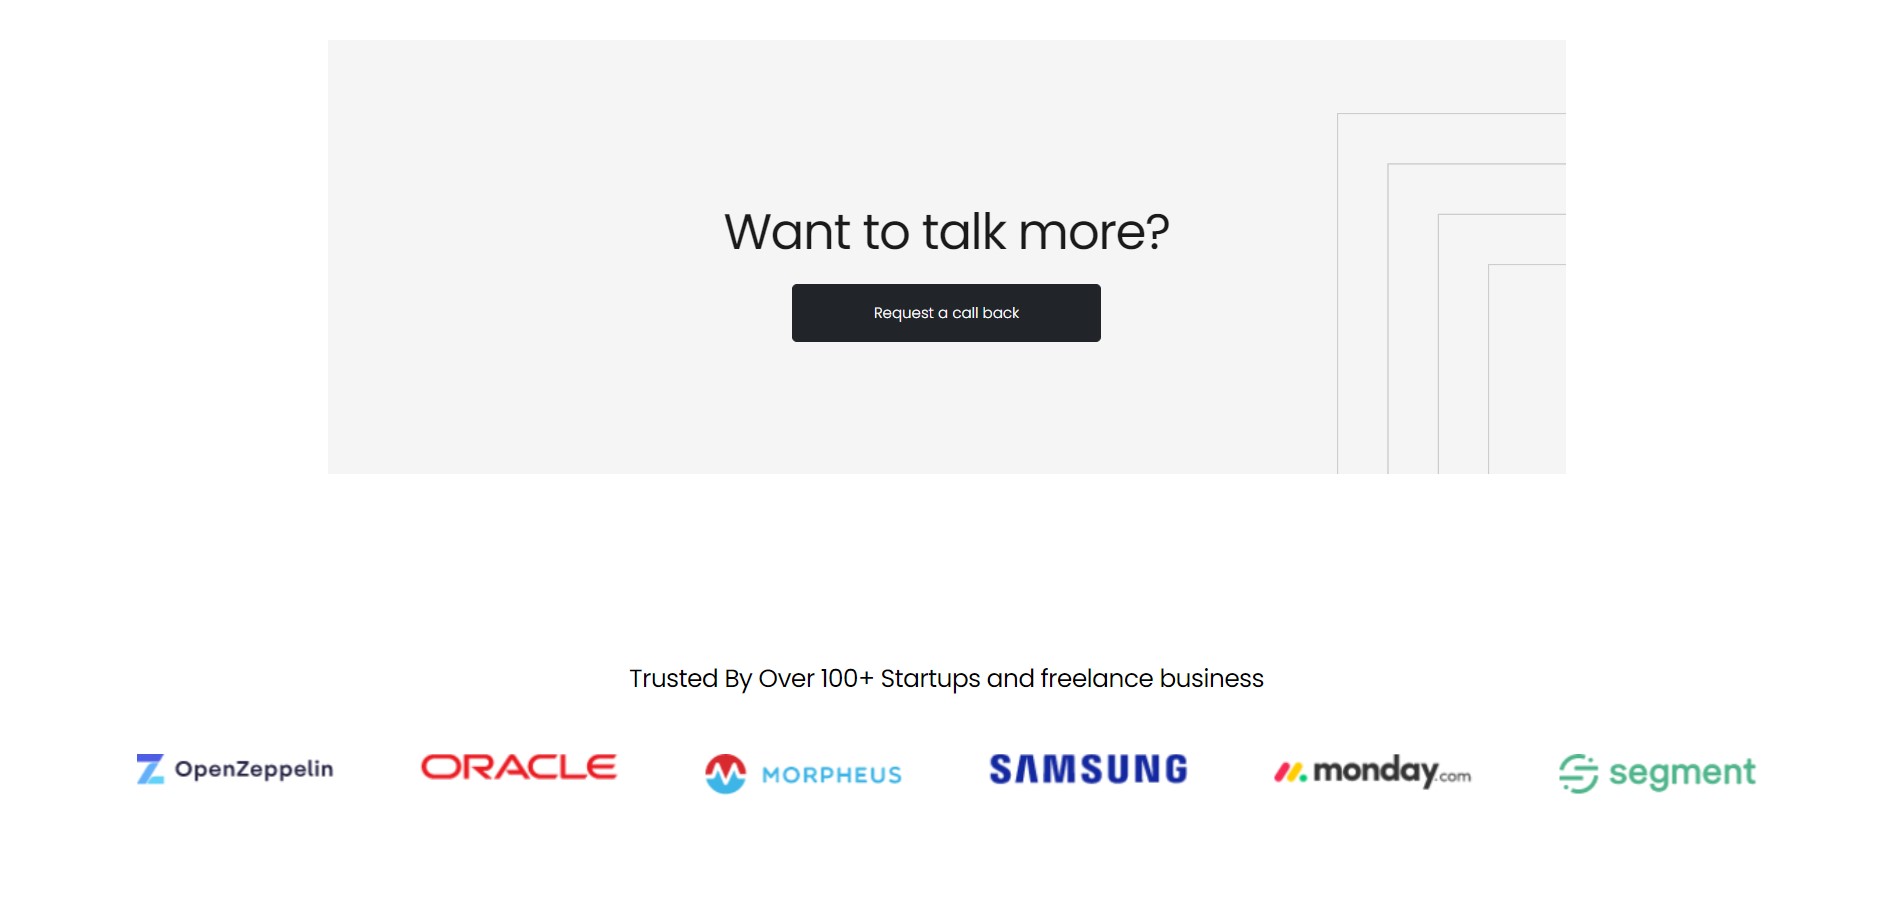 Want to talk more?
Request a call back
Trusted By Over 100+ Startups and freelance business
OpenZeppelin
ORACLE
MORPHEUS
SAMSUNG
monday.com
segment